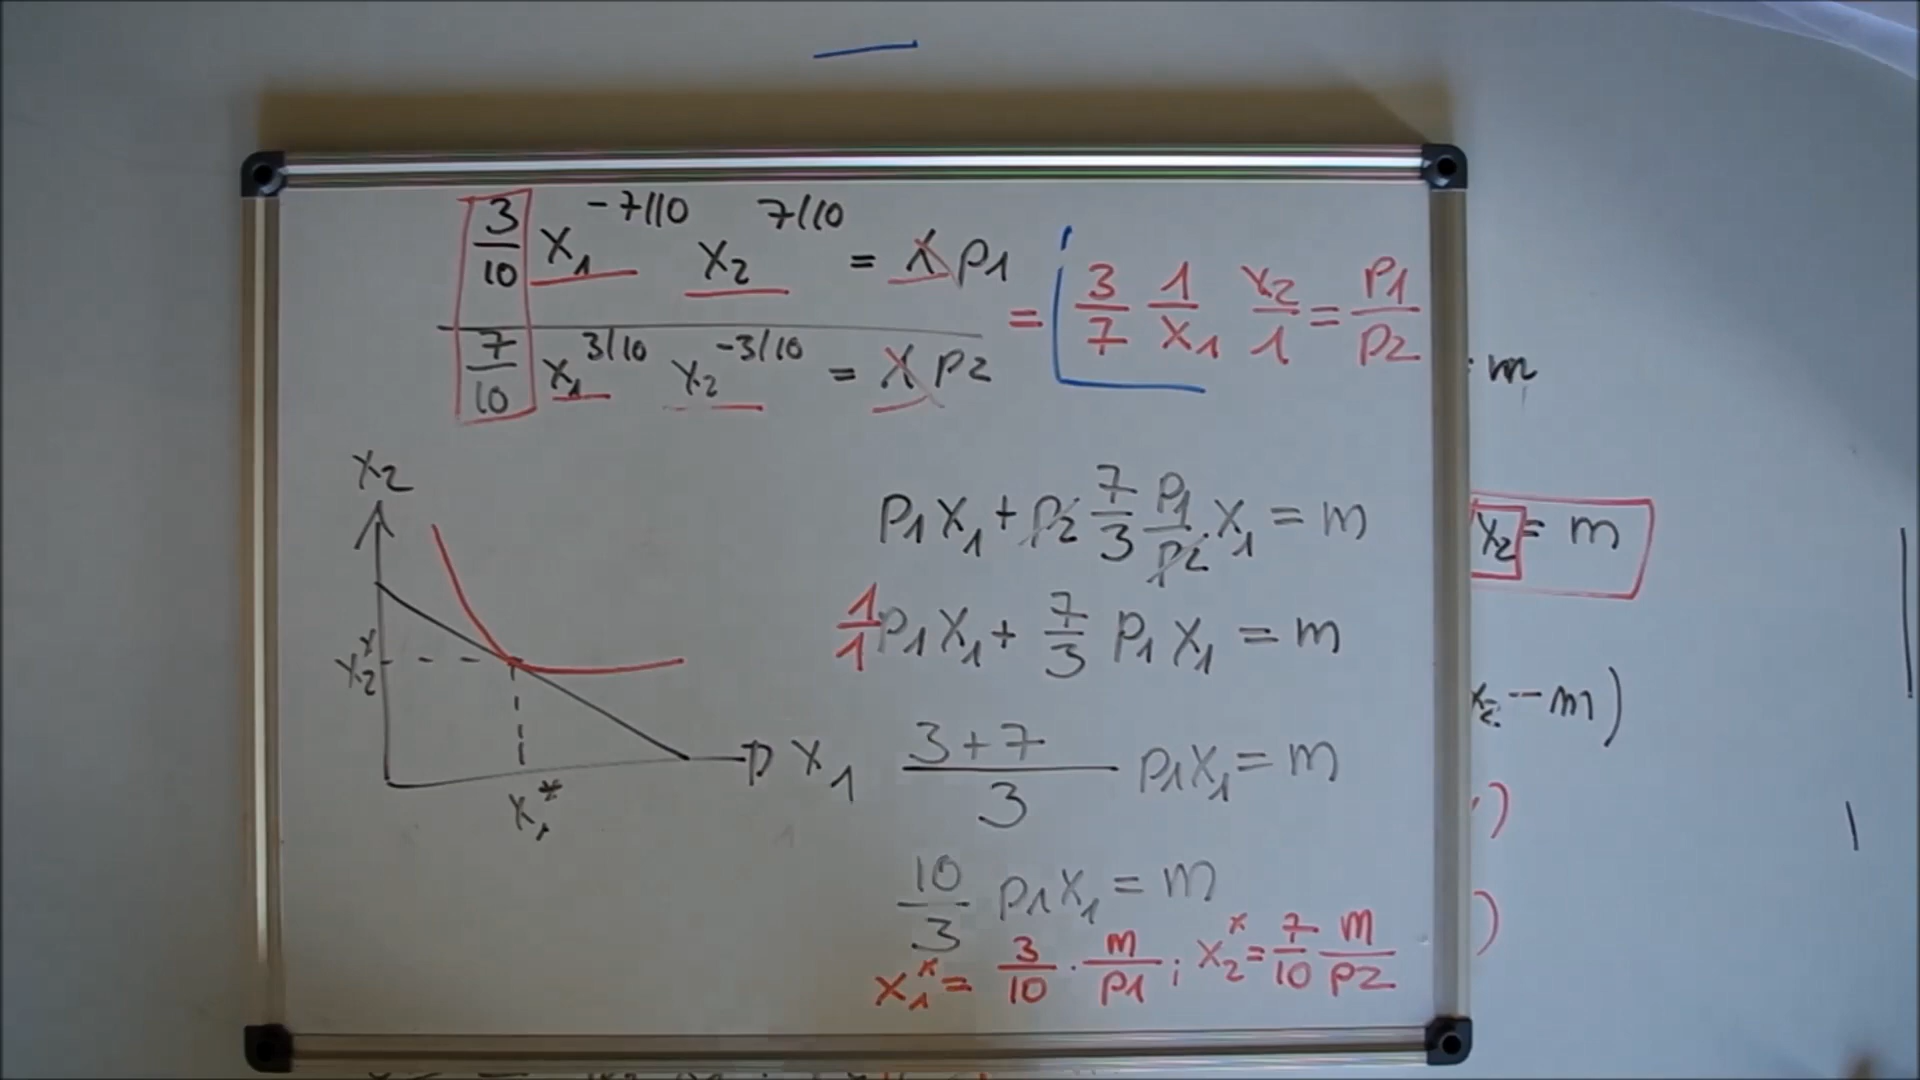 3/10 x₁^(-7/10) x₂^(7/10) = λ p1
7/10 x₁^(3/10) x₂^(-3/10) = λ p2
= 3/7 1/x₁ x₂/1 = p1/p2
m
x₂
p1 x₁ + p2 7/3 p1/p2 x₁ = m
x₂ = m
1/1 p1 x₁ + 7/3 p1 x₁ = m
x₂*
x₂ - m)
x₁
3+7/3 p1 x₁ = m
x₁*
10/3 p1 x₁ = m
x₁* = 3/10 · m/p1 ; x₂* = 7/10 m/p2